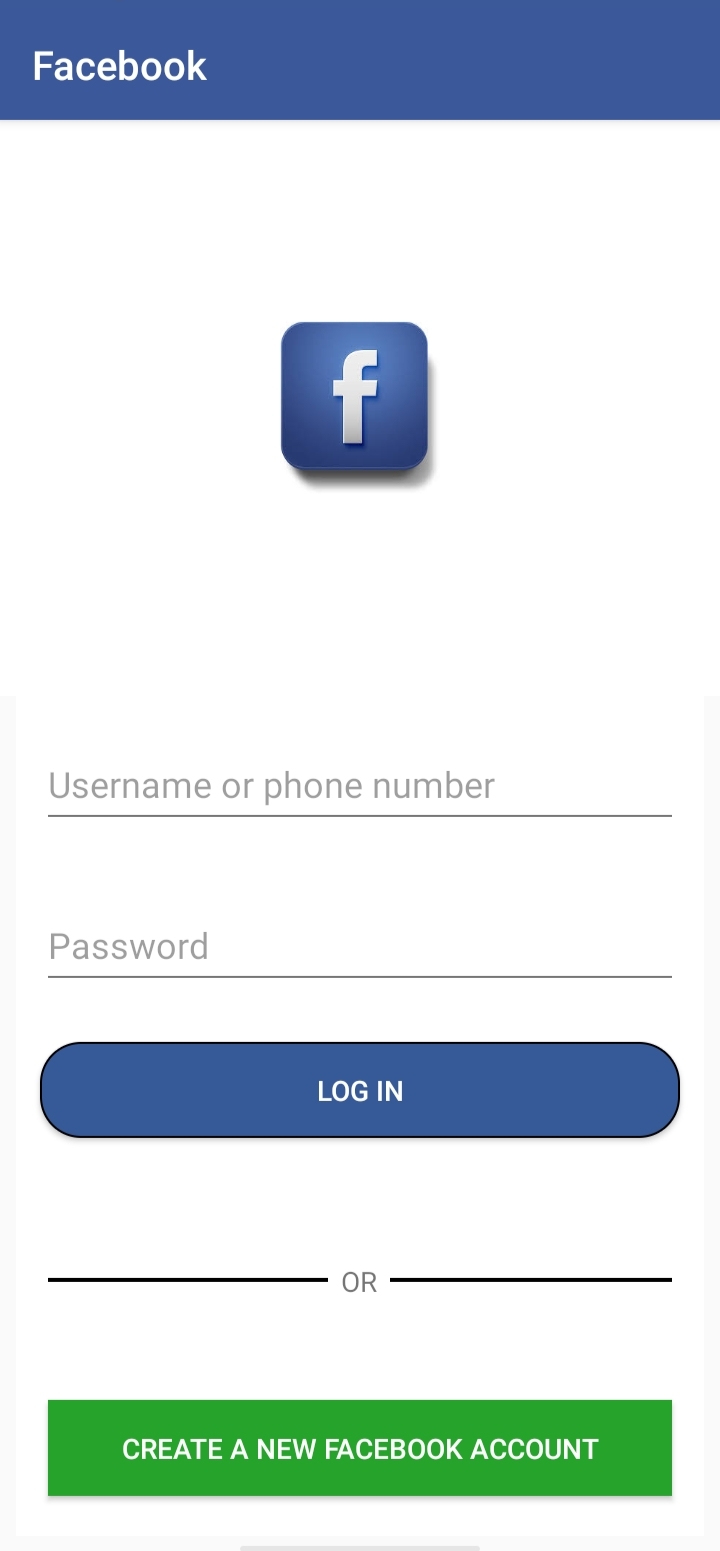 Facebook
f
Username or phone number
Password
LOG IN
OR
CREATE A NEW FACEBOOK ACCOUNT